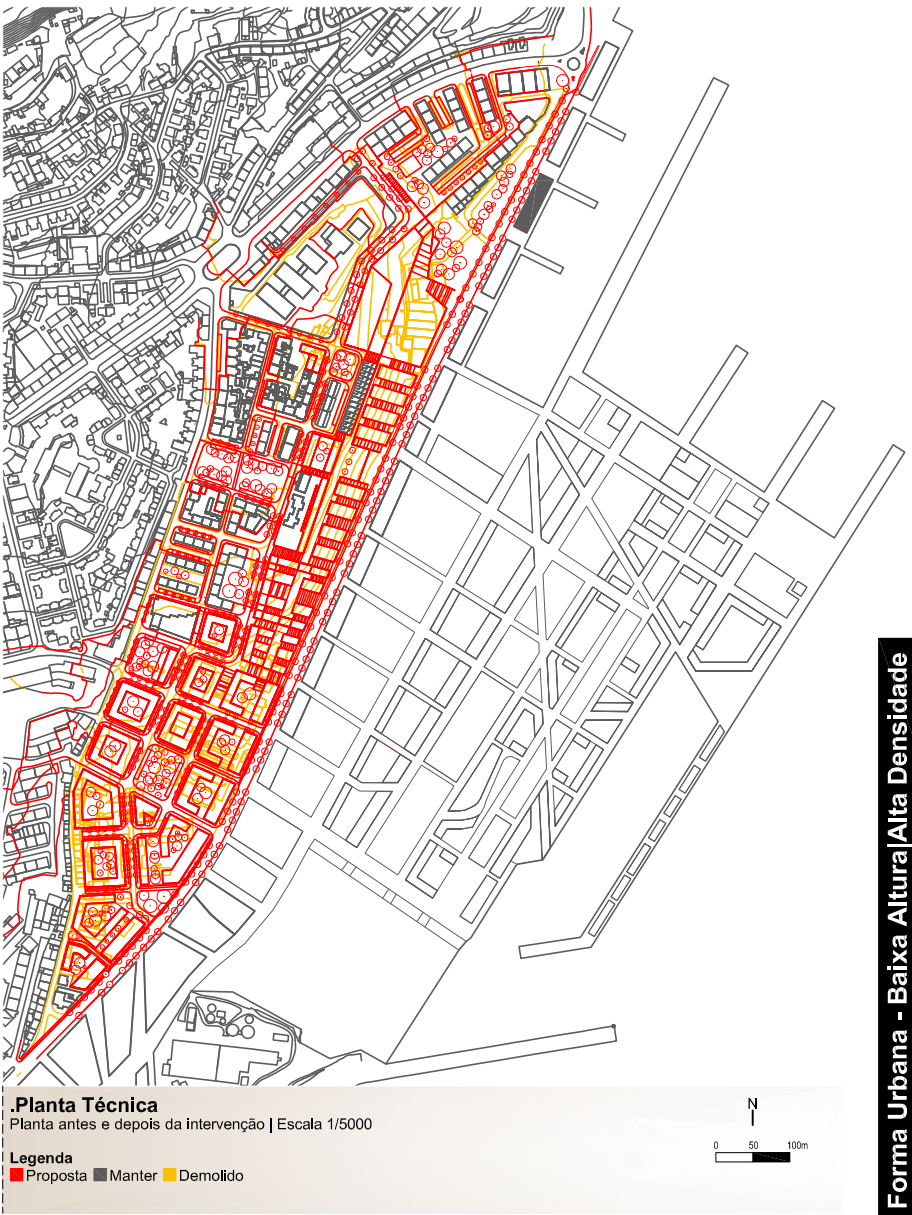 .Planta Técnica
Planta antes e depois da intervenção | Escala 1/5000
Legenda
Proposta Manter Demolido
N
0 50 100m
Forma Urbana - Baixa Altura|Alta Densidade